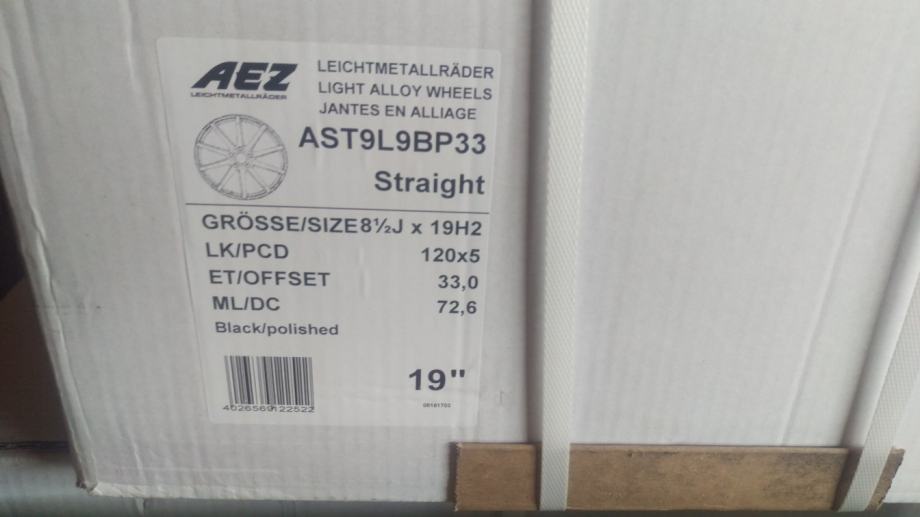 AEZ
LEICHTMETALLRÄDER
LEICHTMETALLRÄDER
LIGHT ALLOY WHEELS
JANTES EN ALLIAGE
AST9L9BP33
Straight
GRÖSSE/SIZE 8½J x 19H2
LK/PCD 120x5
ET/OFFSET 33,0
ML/DC 72,6
Black/polished
19"
4026569122522